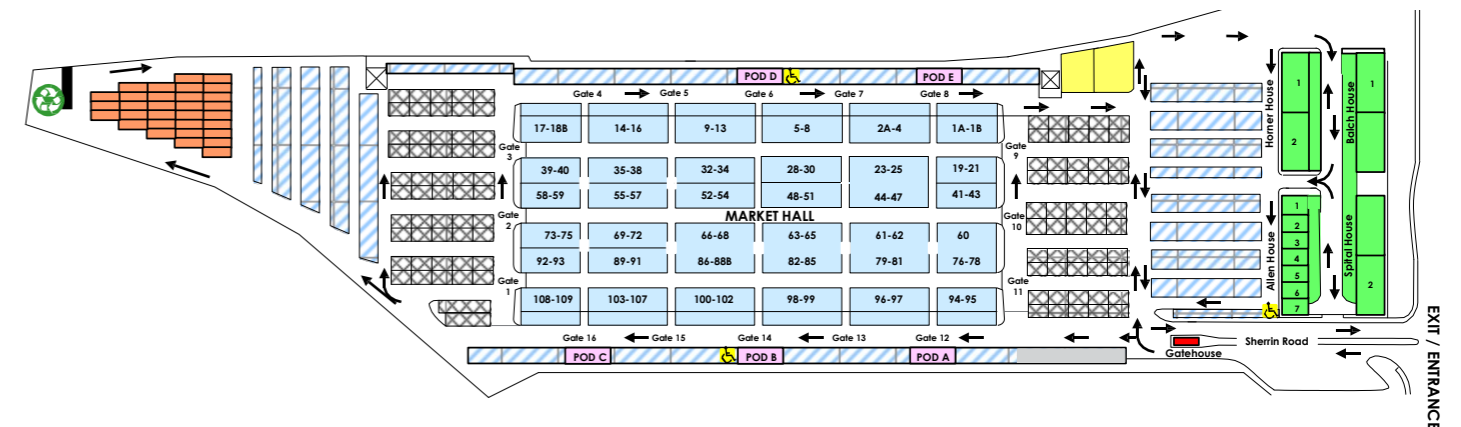 POD D
POD E
Gate 4
Gate 5
Gate 6
Gate 7
Gate 8
17-18B
14-16
9-13
5-8
2A-4
1A-1B
Gate
3
Gate
9
39-40
35-38
32-34
28-30
23-25
19-21
58-59
55-57
52-54
48-51
44-47
41-43
Gate
2
MARKET HALL
Gate
10
73-75
69-72
66-68
63-65
61-62
60
92-93
89-91
86-88B
82-85
79-81
76-78
Gate
1
Gate
11
108-109
103-107
100-102
98-99
96-97
94-95
Gate 16
Gate 15
Gate 14
Gate 13
Gate 12
POD C
POD B
POD A
Horner House
1
2
Balch House
1
Allen House
1
2
3
4
5
6
7
Spital House
2
Gatehouse
Sherrin Road
EXIT / ENTRANCE